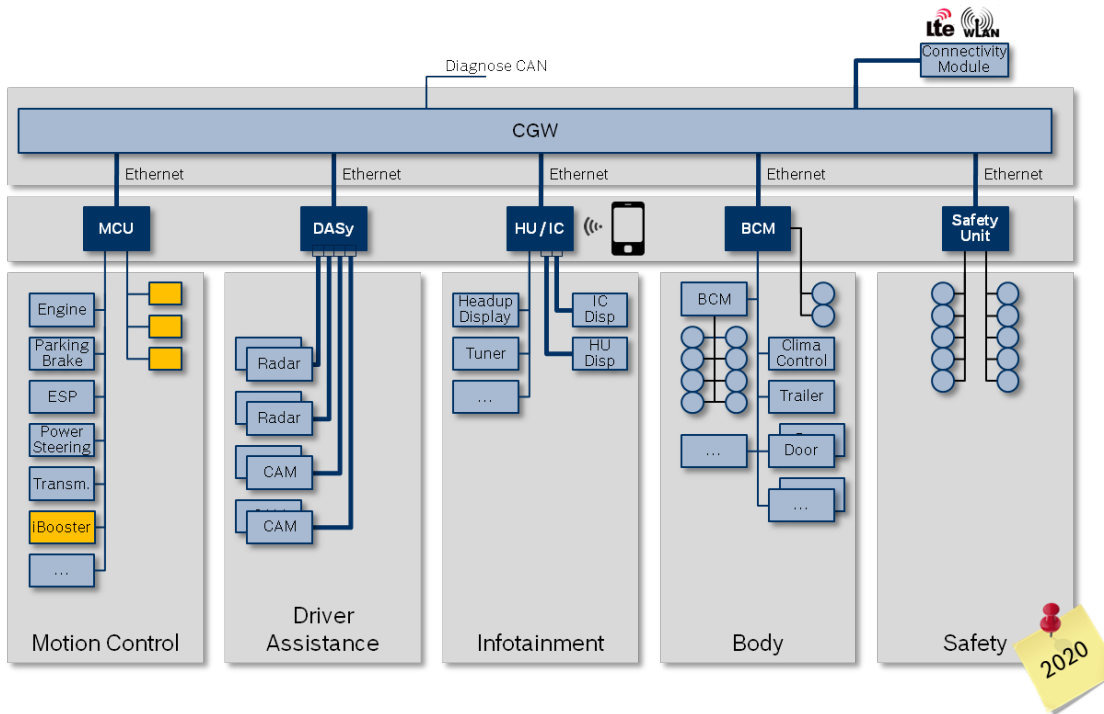 Lte WLAN
Connectivity
Module
Diagnose CAN
CGW
Ethernet
Ethernet
Ethernet
Ethernet
Ethernet
MCU
DASy
HU / IC
BCM
Safety
Unit
Engine
Parking
Brake
ESP
Power
Steering
Transm.
iBooster
...
Motion Control
Radar
Radar
CAM
CAM
Driver
Assistance
Headup
Display
Tuner
...
IC
Disp
HU
Disp
Infotainment
BCM
Clima
Control
Trailer
...
Door
...
Body
Safety
2020